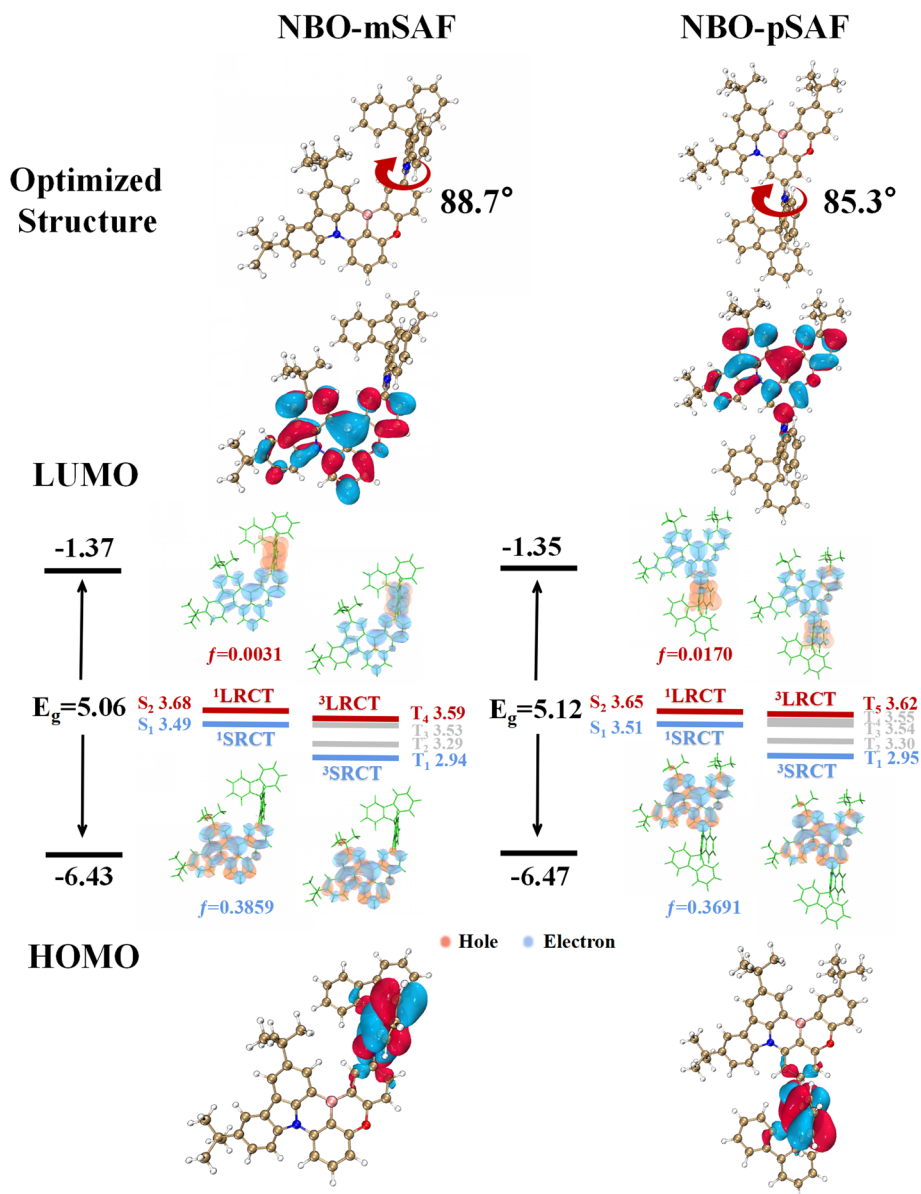 NBO-mSAF
NBO-pSAF
Optimized
Structure
88.7°
85.3°
LUMO
-1.37
-1.35
f=0.0031
f=0.0170
Eg=5.06
S2 3.68
S1 3.49
¹LRCT
¹SRCT
³LRCT
³SRCT
T4 3.59
T3 3.53
T2 3.29
T1 2.94
Eg=5.12
S2 3.65
S1 3.51
¹LRCT
¹SRCT
³LRCT
³SRCT
T5 3.62
T4 3.55
T3 3.54
T2 3.30
T1 2.95
-6.43
-6.47
f=0.3859
f=0.3691
Hole
Electron
HOMO